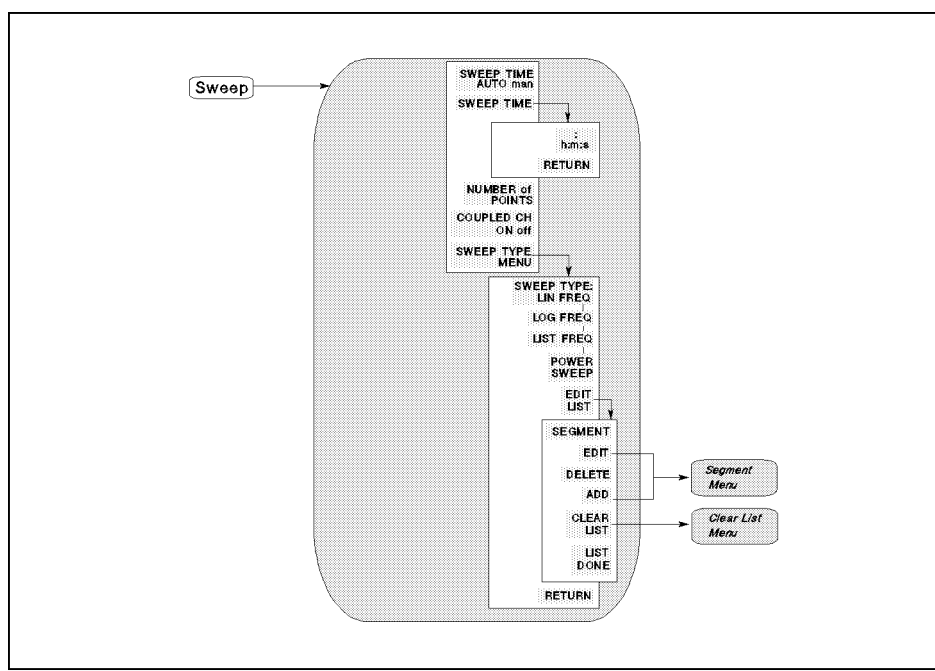 Sweep
SWEEP TIME
AUTO man
SWEEP TIME
:
h:m:s
RETURN
NUMBER of
POINTS
COUPLED CH
ON off
SWEEP TYPE
MENU
SWEEP TYPE:
LIN FREQ
LOG FREQ
LIST FREQ
POWER
SWEEP
EDIT
LIST
SEGMENT
EDIT
DELETE
ADD
CLEAR
LIST
LIST
DONE
RETURN
Segment
Menu
Clear List
Menu